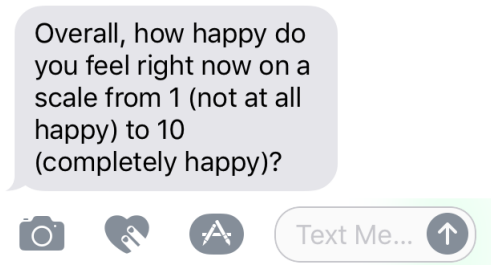 Overall, how happy do
you feel right now on a
scale from 1 (not at all
happy) to 10
(completely happy)?
Text Me...